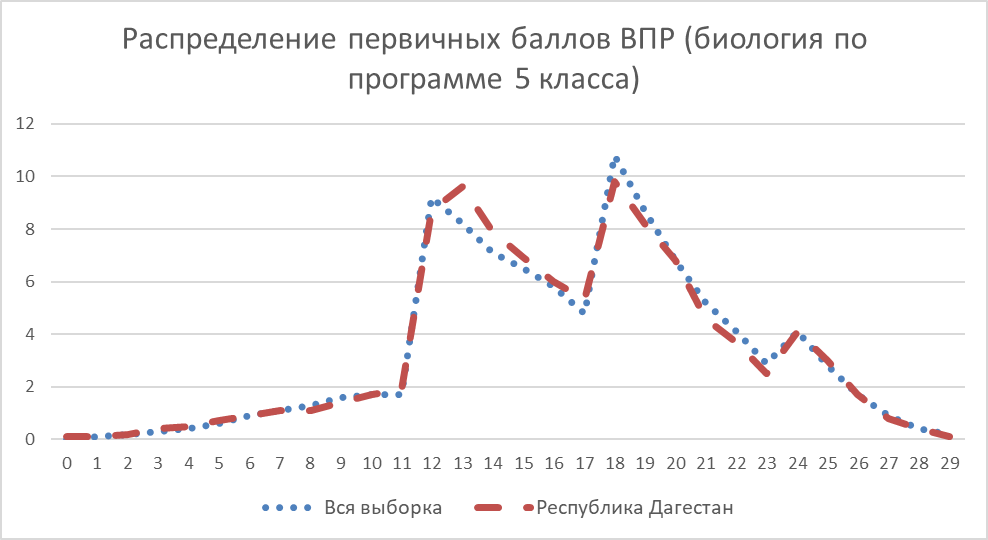 Распределение первичных баллов ВПР (биология по
программе 5 класса)
12
10
8
6
4
2
0
0 1 2 3 4 5 6 7 8 9 10 11 12 13 14 15 16 17 18 19 20 21 22 23 24 25 26 27 28 29
Вся выборка Республика Дагестан